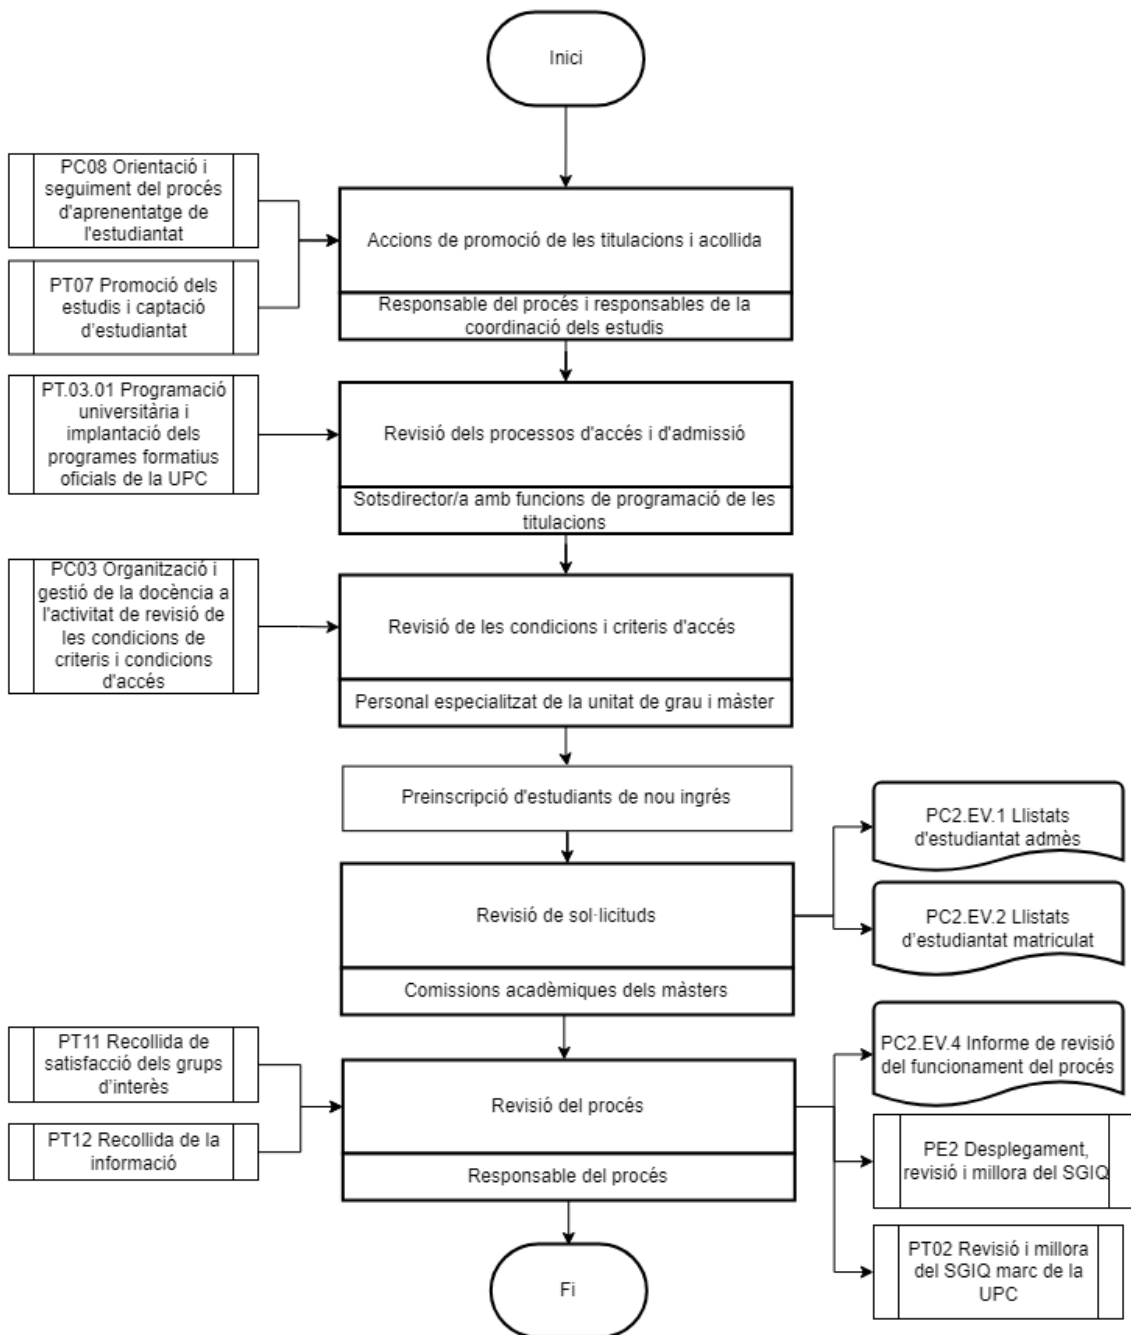 Inici
PC08 Orientació i
seguiment del procés
d'aprenentatge de
l'estudiantat
PT07 Promoció dels
estudis i captació
d'estudiantat
Accions de promoció de les titulacions i acollida
Responsable del procés i responsables de la
coordinació dels estudis
PT.03.01 Programació
universitària i
implantació dels
programes formatius
oficials de la UPC
Revisió dels processos d'accés i d'admissió
Sotsdirector/a amb funcions de programació de les
titulacions
PC03 Organització i
gestió de la docència a
l'activitat de revisió de
les condicions de
criteris i condicions
d'accés
Revisió de les condicions i criteris d'accés
Personal especialitzat de la unitat de grau i màster
Preinscripció d'estudiants de nou ingrés
Revisió de sol·licituds
Comissions acadèmiques dels màsters
PC2.EV.1 Llistats
d'estudiantat admès
PC2.EV.2 Llistats
d'estudiantat matriculat
PT11 Recollida de
satisfacció dels grups
d'interès
PT12 Recollida de la
informació
Revisió del procés
Responsable del procés
PC2.EV.4 Informe de revisió
del funcionament del procés
PE2 Desplegament,
revisió i millora del SGIQ
PT02 Revisió i millora
del SGIQ marc de la
UPC
Fi